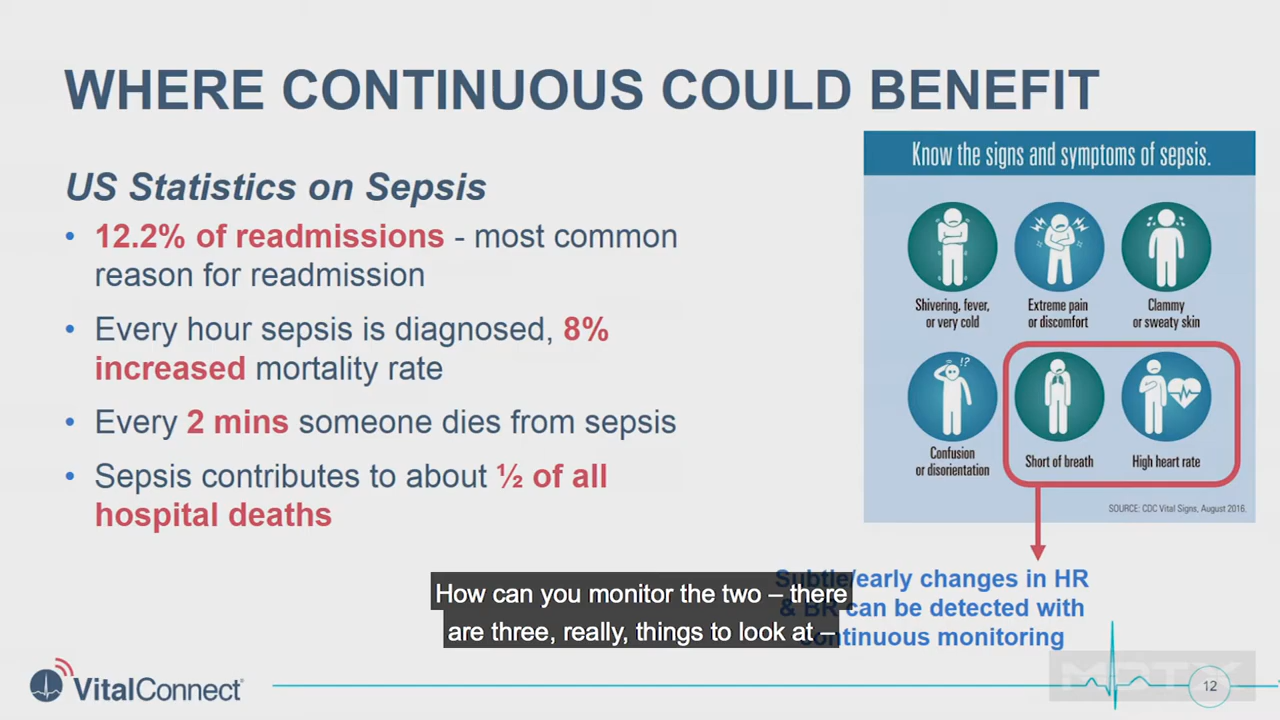 WHERE CONTINUOUS COULD BENEFIT
US Statistics on Sepsis
• 12.2% of readmissions - most common
reason for readmission
• Every hour sepsis is diagnosed, 8%
increased mortality rate
• Every 2 mins someone dies from sepsis
• Sepsis contributes to about ½ of all
hospital deaths
Know the signs and symptoms of sepsis.
Shivering, fever,
or very cold
Extreme pain
or discomfort
Clammy
or sweaty skin
!?
Confusion
or disorientation
Short of breath
High heart rate
SOURCE: CDC Vital Signs, August 2016.
Subtle/early changes in HR
& BR can be detected with
continuous monitoring
How can you monitor the two – there
are three, really, things to look at –
VitalConnect®
12